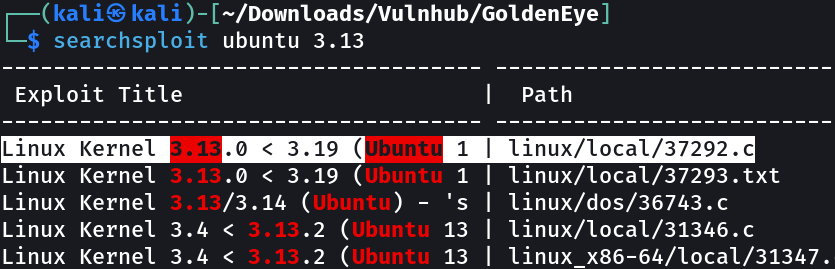 ┌──(kali㉿kali)-[~/Downloads/Vulnhub/GoldenEye]
└─$ searchsploit ubuntu 3.13
---------------------------------------- ----------------------------
 Exploit Title                          |  Path
---------------------------------------- ----------------------------
Linux Kernel 3.13.0 < 3.19 (Ubuntu 1 | linux/local/37292.c
Linux Kernel 3.13.0 < 3.19 (Ubuntu 1 | linux/local/37293.txt
Linux Kernel 3.13/3.14 (Ubuntu) - 's | linux/dos/36743.c
Linux Kernel 3.4 < 3.13.2 (Ubuntu 13 | linux/local/31346.c
Linux Kernel 3.4 < 3.13.2 (Ubuntu 13 | linux_x86-64/local/31347.